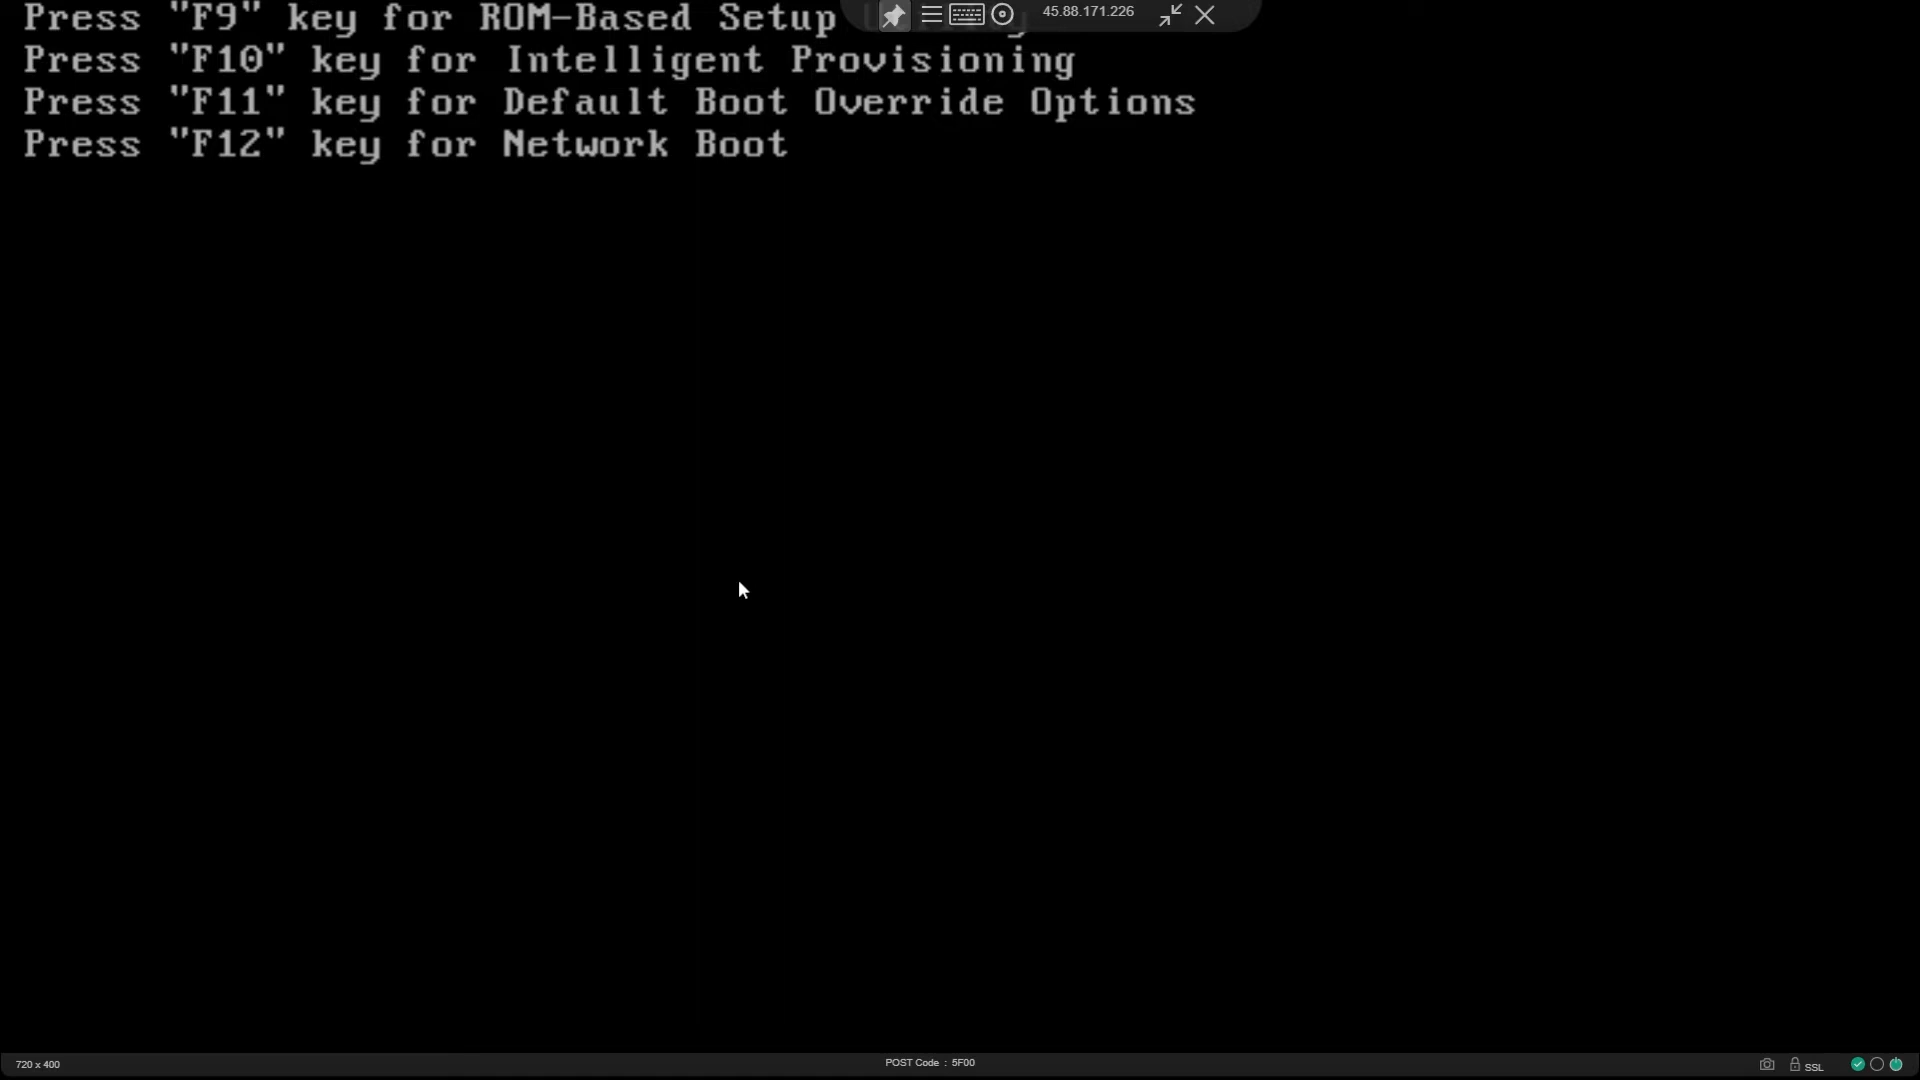 Press "F9" key for ROM-Based Setup
45.88.171.226
Press "F10" key for Intelligent Provisioning
Press "F11" key for Default Boot Override Options
Press "F12" key for Network Boot
720 x 400
POST Code : 5F00
SSL